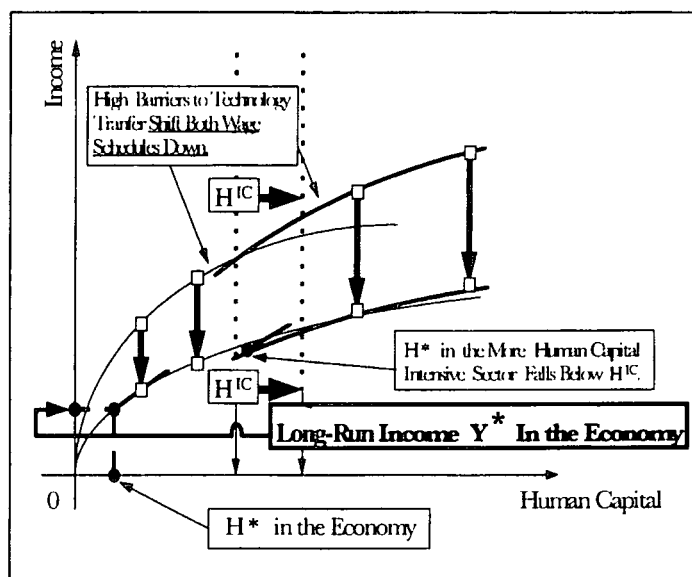 Income
High Barriers to Technology
Tranfer Shift Both Wage
Schedules Down.
H^IC
H* in the More Human Capital
Intensive Sector Falls Below H^IC.
H^IC
Long-Run Income Y* In the Economy
0
Human Capital
H* in the Economy